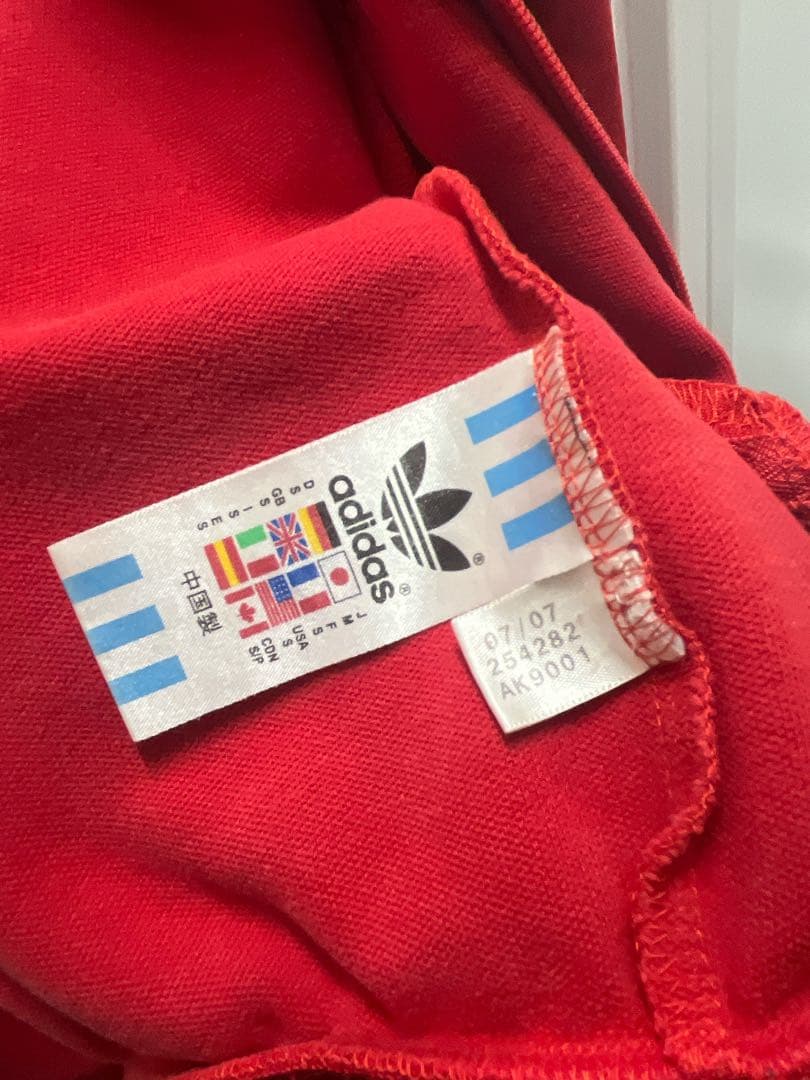 ®
adidas®
D J
S M
GB F
S S
I USA
S S
E CDN
S S/P
中国製
07/07
254282
AK9001